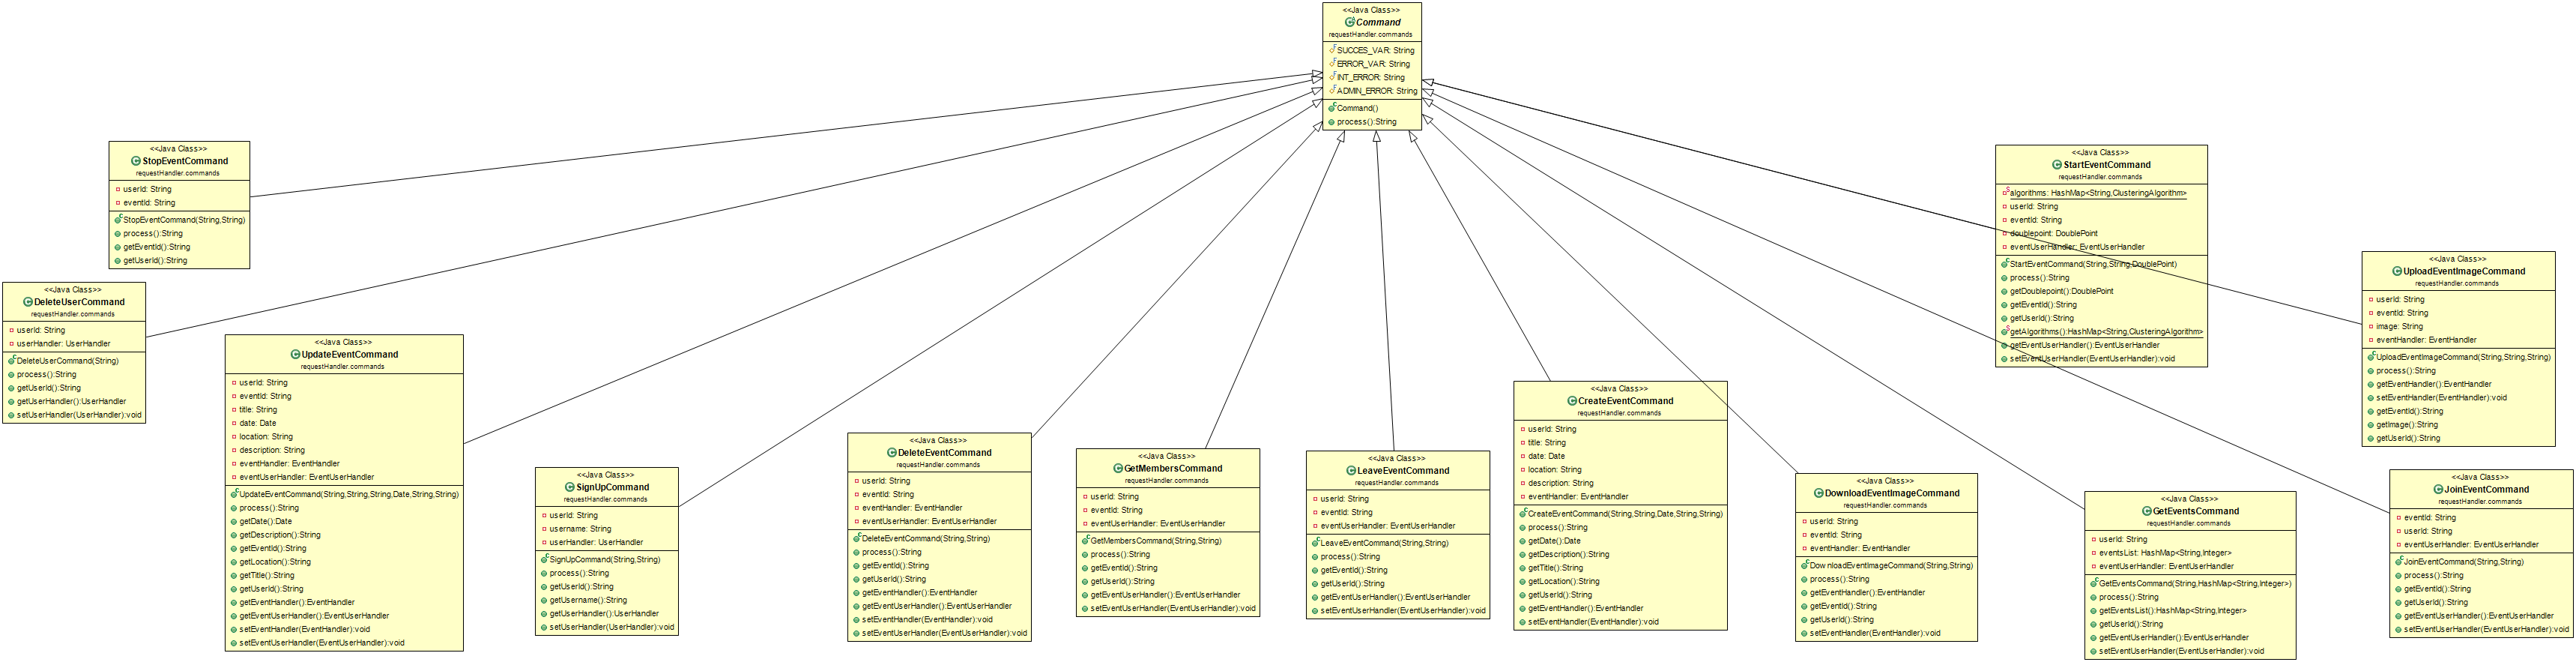 <<Java Class>>
Command
requestHandler.commands
SUCCES_VAR: String
ERROR_VAR: String
INT_ERROR: String
ADMIN_ERROR: String
Command()
process():String
<<Java Class>>
StopEventCommand
requestHandler.commands
userId: String
eventId: String
StopEventCommand(String,String)
process():String
getEventId():String
getUserId():String
<<Java Class>>
StartEventCommand
requestHandler.commands
algorithms: HashMap<String,ClusteringAlgorithm>
userId: String
eventId: String
doublepoint: DoublePoint
eventUserHandler: EventUserHandler
StartEventCommand(String,String,DoublePoint)
process():String
getDoublepoint():DoublePoint
getEventId():String
getUserId():String
getAlgorithms():HashMap<String,ClusteringAlgorithm>
getEventUserHandler():EventUserHandler
setEventUserHandler(EventUserHandler):void
<<Java Class>>
UploadEventImageCommand
requestHandler.commands
userId: String
eventId: String
image: String
eventHandler: EventHandler
UploadEventImageCommand(String,String,String)
process():String
getEventHandler():EventHandler
setEventHandler(EventHandler):void
getEventId():String
getImage():String
getUserId():String
<<Java Class>>
DeleteUserCommand
requestHandler.commands
userId: String
userHandler: UserHandler
DeleteUserCommand(String)
process():String
getUserId():String
getUserHandler():UserHandler
setUserHandler(UserHandler):void
<<Java Class>>
UpdateEventCommand
requestHandler.commands
userId: String
eventId: String
title: String
date: Date
location: String
description: String
eventHandler: EventHandler
eventUserHandler: EventUserHandler
UpdateEventCommand(String,String,String,Date,String,String)
process():String
getDate():Date
getDescription():String
getEventId():String
getLocation():String
getTitle():String
getUserId():String
getEventHandler():EventHandler
getEventUserHandler():EventUserHandler
setEventHandler(EventHandler):void
setEventUserHandler(EventUserHandler):void
<<Java Class>>
SignUpCommand
requestHandler.commands
userId: String
username: String
userHandler: UserHandler
SignUpCommand(String,String)
process():String
getUserId():String
getUsername():String
getUserHandler():UserHandler
setUserHandler(UserHandler):void
<<Java Class>>
DeleteEventCommand
requestHandler.commands
userId: String
eventId: String
eventHandler: EventHandler
eventUserHandler: EventUserHandler
DeleteEventCommand(String,String)
process():String
getEventId():String
getUserId():String
getEventHandler():EventHandler
getEventUserHandler():EventUserHandler
setEventHandler(EventHandler):void
setEventUserHandler(EventUserHandler):void
<<Java Class>>
GetMembersCommand
requestHandler.commands
userId: String
eventId: String
eventUserHandler: EventUserHandler
GetMembersCommand(String,String)
process():String
getEventId():String
getUserId():String
getEventUserHandler():EventUserHandler
setEventUserHandler(EventUserHandler):void
<<Java Class>>
LeaveEventCommand
requestHandler.commands
userId: String
eventId: String
eventUserHandler: EventUserHandler
LeaveEventCommand(String,String)
process():String
getEventId():String
getUserId():String
getEventUserHandler():EventUserHandler
setEventUserHandler(EventUserHandler):void
<<Java Class>>
CreateEventCommand
requestHandler.commands
userId: String
title: String
date: Date
location: String
description: String
eventHandler: EventHandler
CreateEventCommand(String,String,Date,String,String)
process():String
getDate():Date
getDescription():String
getTitle():String
getLocation():String
getUserId():String
getEventHandler():EventHandler
setEventHandler(EventHandler):void
<<Java Class>>
DownloadEventImageCommand
requestHandler.commands
userId: String
eventId: String
eventHandler: EventHandler
DownloadEventImageCommand(String,String)
process():String
getEventHandler():EventHandler
getEventId():String
getUserId():String
setEventHandler(EventHandler):void
<<Java Class>>
GetEventsCommand
requestHandler.commands
userId: String
eventsList: HashMap<String,Integer>
eventUserHandler: EventUserHandler
GetEventsCommand(String,HashMap<String,Integer>)
process():String
getEventsList():HashMap<String,Integer>
getUserId():String
getEventUserHandler():EventUserHandler
setEventUserHandler(EventUserHandler):void
<<Java Class>>
JoinEventCommand
requestHandler.commands
eventId: String
userId: String
eventUserHandler: EventUserHandler
JoinEventCommand(String,String)
process():String
getEventId():String
getUserId():String
getEventUserHandler():EventUserHandler
setEventUserHandler(EventUserHandler):void